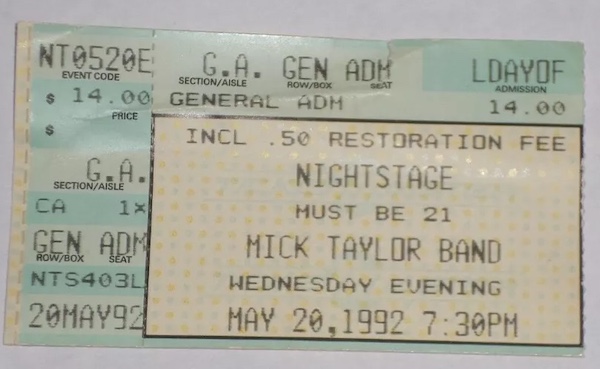 NT0520E
EVENT CODE
$ 14.00
PRICE
$
G.A.
SECTION/AISLE
CA 1x
GEN ADM
ROW/BOX SEAT
NTS403L
20MAY92
G.A. GEN ADM LDAYOF
SECTION/AISLE ROW/BOX SEAT ADMISSION
GENERAL ADM 14.00
INCL .50 RESTORATION FEE
NIGHTSTAGE
MUST BE 21
MICK TAYLOR BAND
WEDNESDAY EVENING
MAY 20,1992 7:30PM